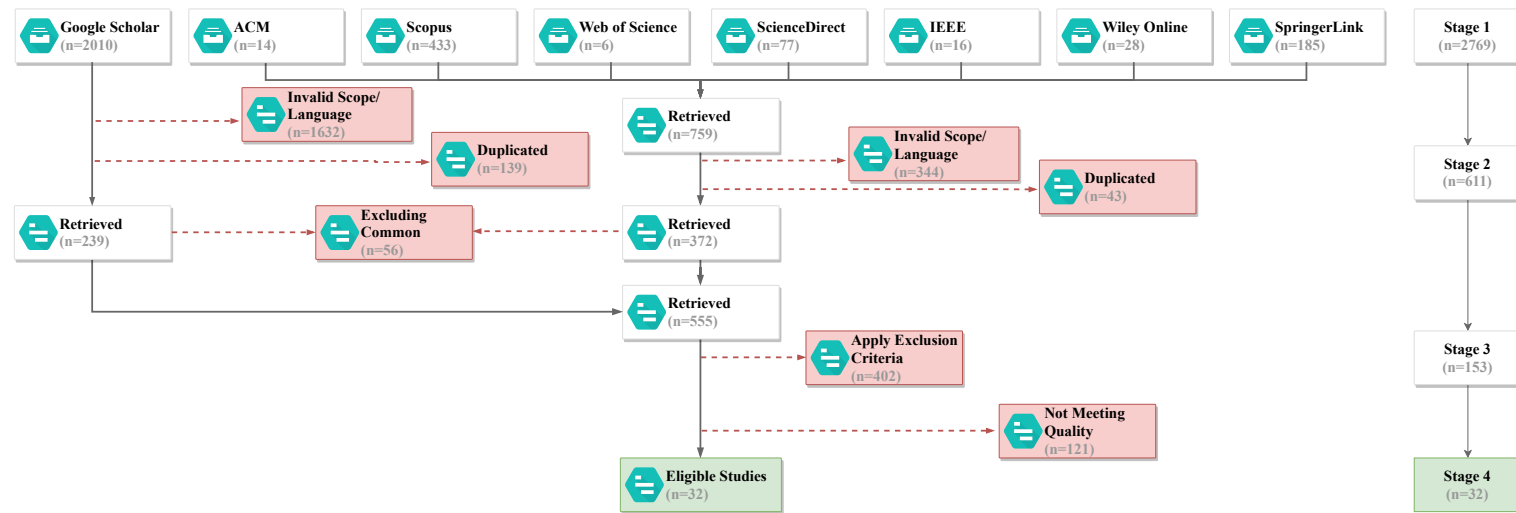 Google Scholar
(n=2010)
ACM
(n=14)
Scopus
(n=433)
Web of Science
(n=6)
ScienceDirect
(n=77)
IEEE
(n=16)
Wiley Online
(n=28)
SpringerLink
(n=185)
Stage 1
(n=2769)
Invalid Scope/
Language
(n=1632)
Retrieved
(n=759)
Duplicated
(n=139)
Invalid Scope/
Language
(n=344)
Duplicated
(n=43)
Stage 2
(n=611)
Retrieved
(n=239)
Excluding
Common
(n=56)
Retrieved
(n=372)
Retrieved
(n=555)
Apply Exclusion
Criteria
(n=402)
Stage 3
(n=153)
Not Meeting
Quality
(n=121)
Eligible Studies
(n=32)
Stage 4
(n=32)